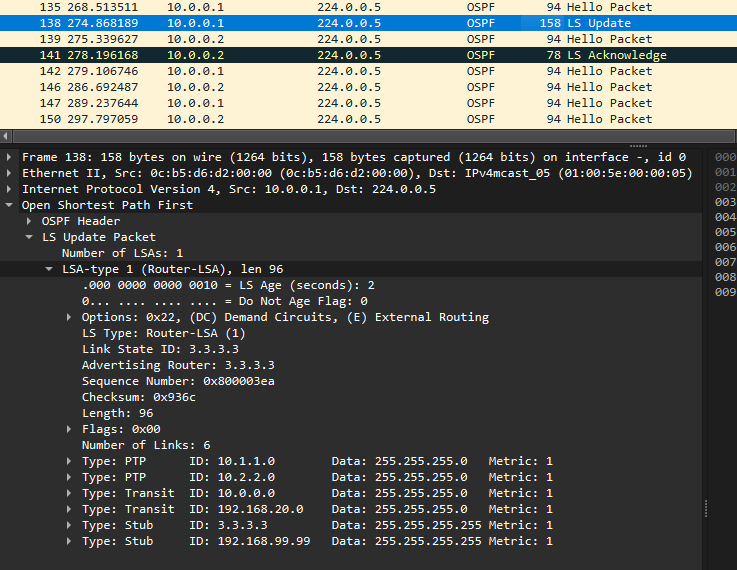 135 268.513511 10.0.0.1 224.0.0.5 OSPF 94 Hello Packet
138 274.868189 10.0.0.1 224.0.0.5 OSPF 158 LS Update
139 275.339627 10.0.0.2 224.0.0.5 OSPF 94 Hello Packet
141 278.196168 10.0.0.2 224.0.0.5 OSPF 78 LS Acknowledge
142 279.106746 10.0.0.1 224.0.0.5 OSPF 94 Hello Packet
146 286.692487 10.0.0.2 224.0.0.5 OSPF 94 Hello Packet
147 289.237644 10.0.0.1 224.0.0.5 OSPF 94 Hello Packet
150 297.797059 10.0.0.2 224.0.0.5 OSPF 94 Hello Packet
Frame 138: 158 bytes on wire (1264 bits), 158 bytes captured (1264 bits) on interface -, id 0
Ethernet II, Src: 0c:b5:d6:d2:00:00 (0c:b5:d6:d2:00:00), Dst: IPv4mcast_05 (01:00:5e:00:00:05)
Internet Protocol Version 4, Src: 10.0.0.1, Dst: 224.0.0.5
Open Shortest Path First
OSPF Header
LS Update Packet
Number of LSAs: 1
LSA-type 1 (Router-LSA), len 96
.000 0000 0000 0010 = LS Age (seconds): 2
0... .... .... .... = Do Not Age Flag: 0
Options: 0x22, (DC) Demand Circuits, (E) External Routing
LS Type: Router-LSA (1)
Link State ID: 3.3.3.3
Advertising Router: 3.3.3.3
Sequence Number: 0x800003ea
Checksum: 0x936c
Length: 96
Flags: 0x00
Number of Links: 6
Type: PTP ID: 10.1.1.0 Data: 255.255.255.0 Metric: 1
Type: PTP ID: 10.2.2.0 Data: 255.255.255.0 Metric: 1
Type: Transit ID: 10.0.0.0 Data: 255.255.255.0 Metric: 1
Type: Transit ID: 192.168.20.0 Data: 255.255.255.0 Metric: 1
Type: Stub ID: 3.3.3.3 Data: 255.255.255.255 Metric: 1
Type: Stub ID: 192.168.99.99 Data: 255.255.255.255 Metric: 1
000
001
002
003
004
005
006
007
008
009